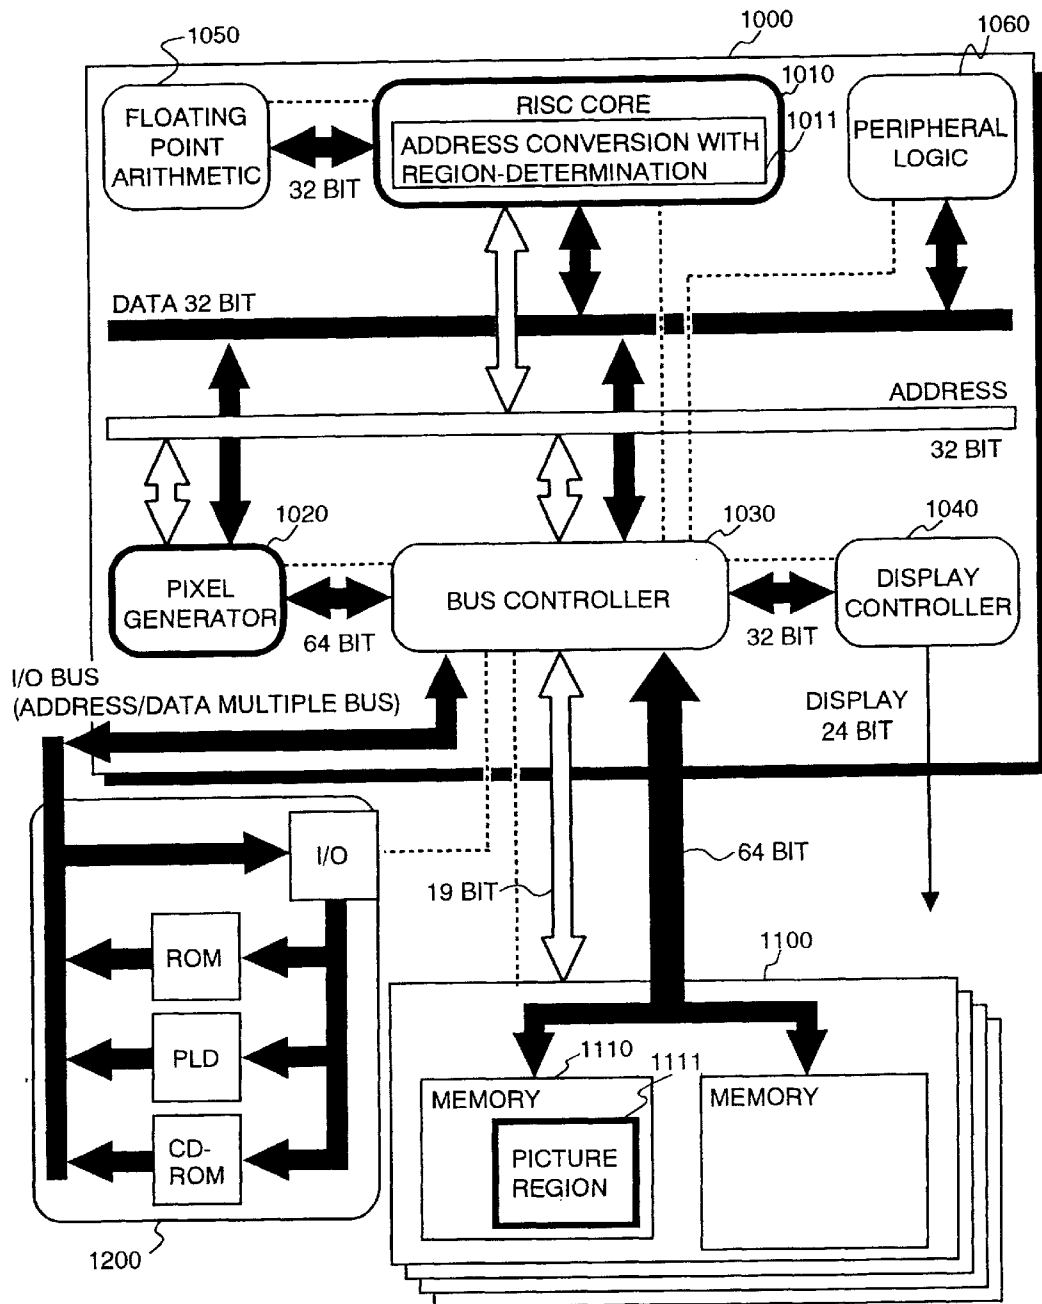 1050
1000
1060
FLOATING
POINT
ARITHMETIC
32 BIT
RISC CORE
1010
ADDRESS CONVERSION WITH
REGION-DETERMINATION
1011
PERIPHERAL
LOGIC
DATA 32 BIT
ADDRESS
32 BIT
1020
1030
1040
PIXEL
GENERATOR
64 BIT
BUS CONTROLLER
32 BIT
DISPLAY
CONTROLLER
I/O BUS
(ADDRESS/DATA MULTIPLE BUS)
DISPLAY
24 BIT
I/O
19 BIT
64 BIT
ROM
PLD
CD-
ROM
1200
1100
1110
1111
MEMORY
PICTURE
REGION
MEMORY